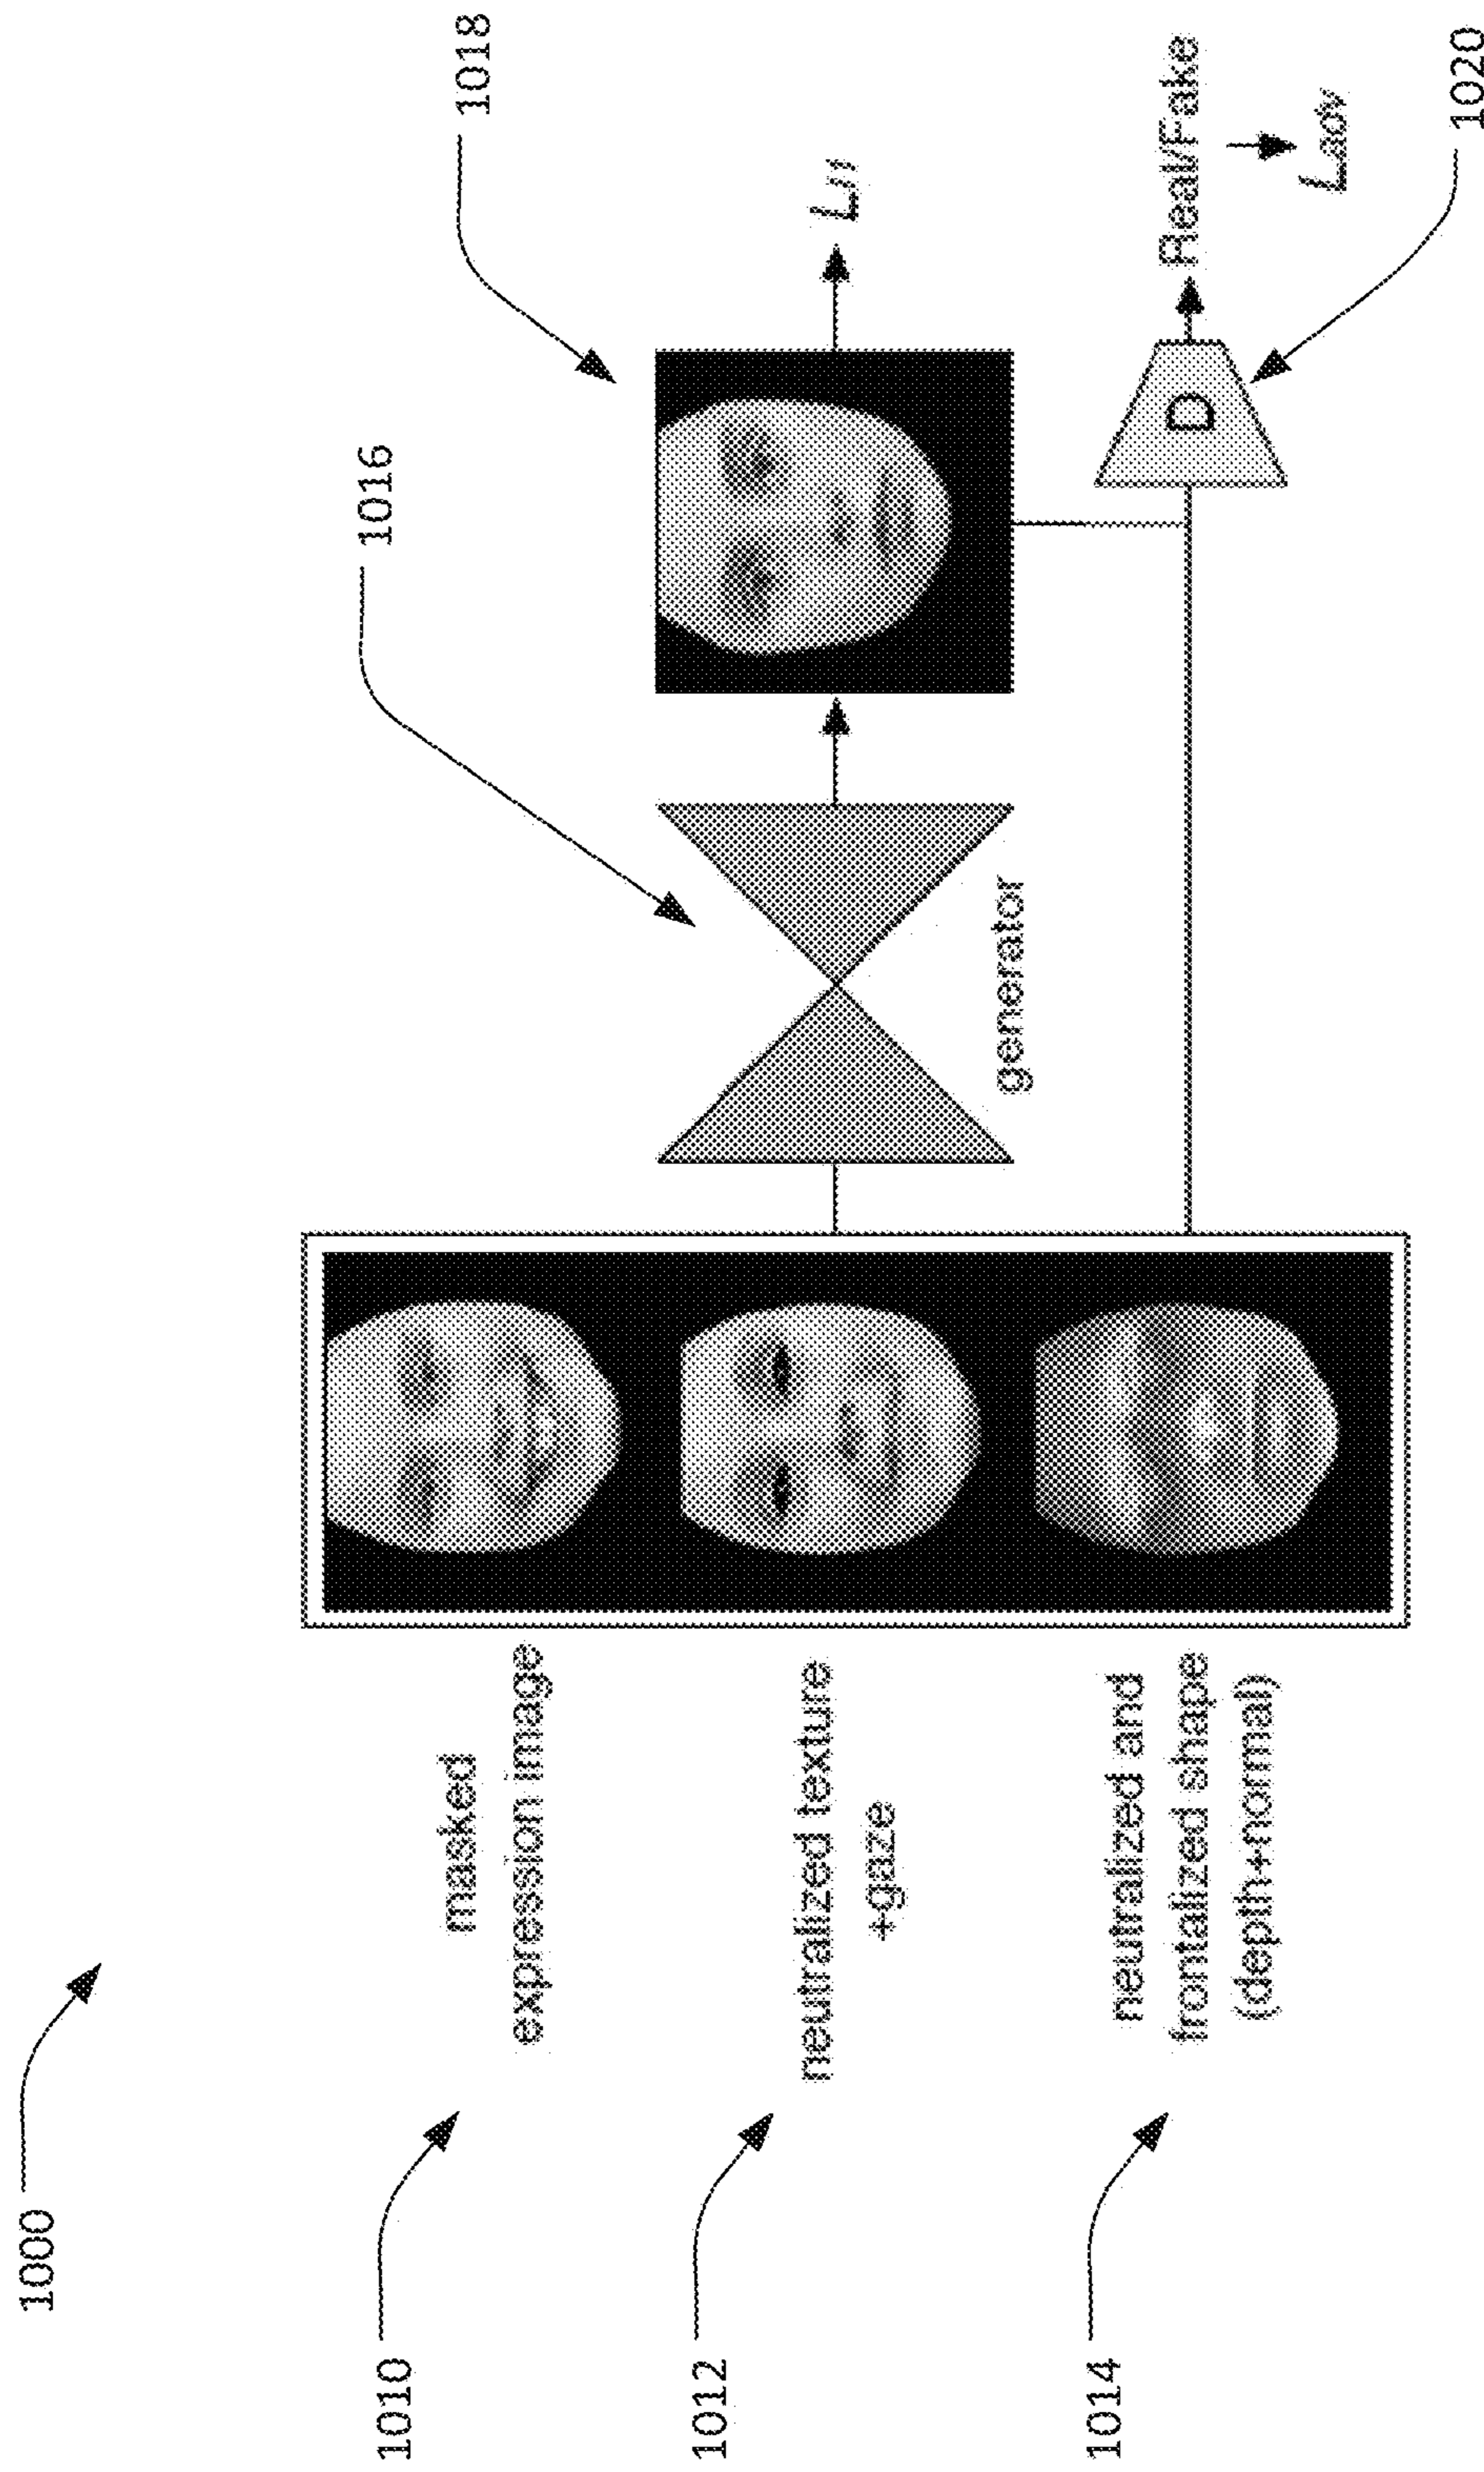 1000
1018
1016
1010
masked
expression image
1012
neutralized texture
+gaze
generator
1014
neutralized and
frontalized shape
(depth+normal)
D
Real/Fake
Ladv
1020